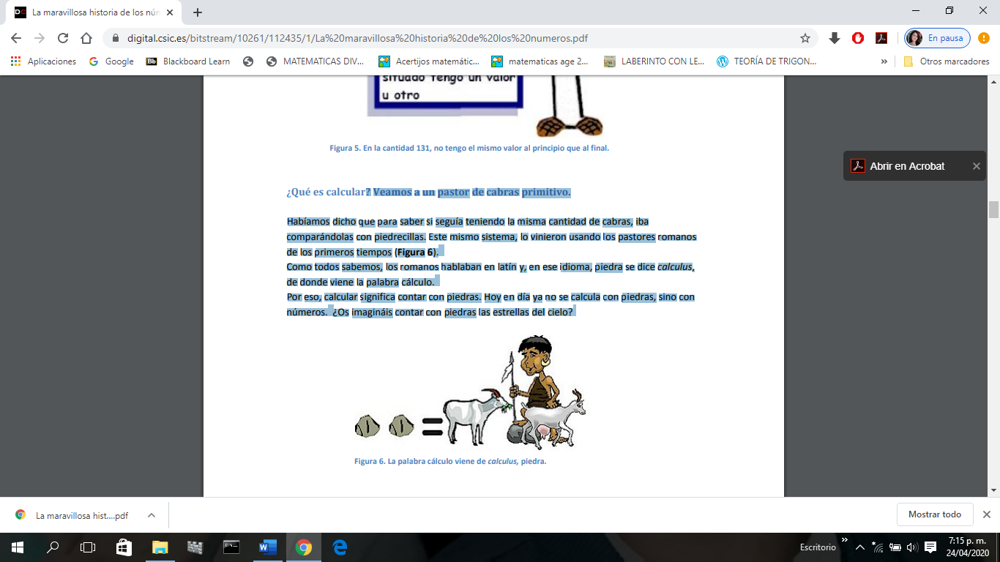 La maravillosa historia de los nún
digital.csic.es/bitstream/10261/112435/1/La%20maravillosa%20historia%20de%20los%20numeros.pdf
En pausa
Aplicaciones
Google
Blackboard Learn
MATEMATICAS DIV...
Acertijos matemátic...
matematicas age 2...
LABERINTO CON LE...
TEORÍA DE TRIGON...
»
Otros marcadores
situado tengo un valor
u otro
Figura 5. En la cantidad 131, no tengo el mismo valor al principio que al final.
Abrir en Acrobat
¿Qué es calcular? Veamos a un pastor de cabras primitivo.
Habíamos dicho que para saber si seguía teniendo la misma cantidad de cabras, iba
comparándolas con piedrecillas. Este mismo sistema, lo vinieron usando los pastores romanos
de los primeros tiempos (Figura 6).
Como todos sabemos, los romanos hablaban en latín y, en ese idioma, piedra se dice calculus,
de donde viene la palabra cálculo.
Por eso, calcular significa contar con piedras. Hoy en día ya no se calcula con piedras, sino con
números. ¿Os imagináis contar con piedras las estrellas del cielo?
=
Figura 6. La palabra cálculo viene de calculus, piedra.
La maravillosa hist....pdf
Mostrar todo
Escritorio
»
7:15 p. m.
24/04/2020